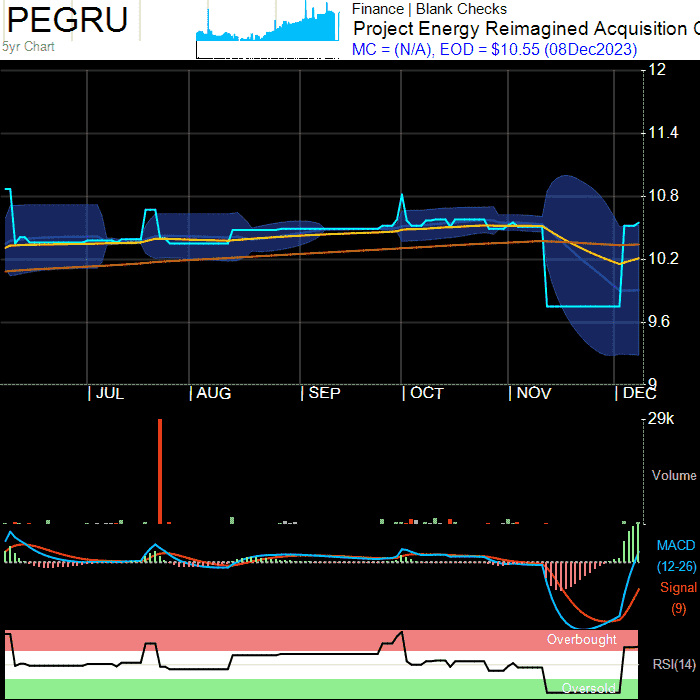 PEGRU
5yr Chart
Finance | Blank Checks
Project Energy Reimagined Acquisition C
MC = (N/A), EOD = $10.55 (08Dec2023)
12
11.4
10.8
10.2
9.6
9
JUL AUG SEP OCT NOV DEC
29k
Volume
MACD
(12-26)
Signal
(9)
Overbought
RSI(14)
Oversold